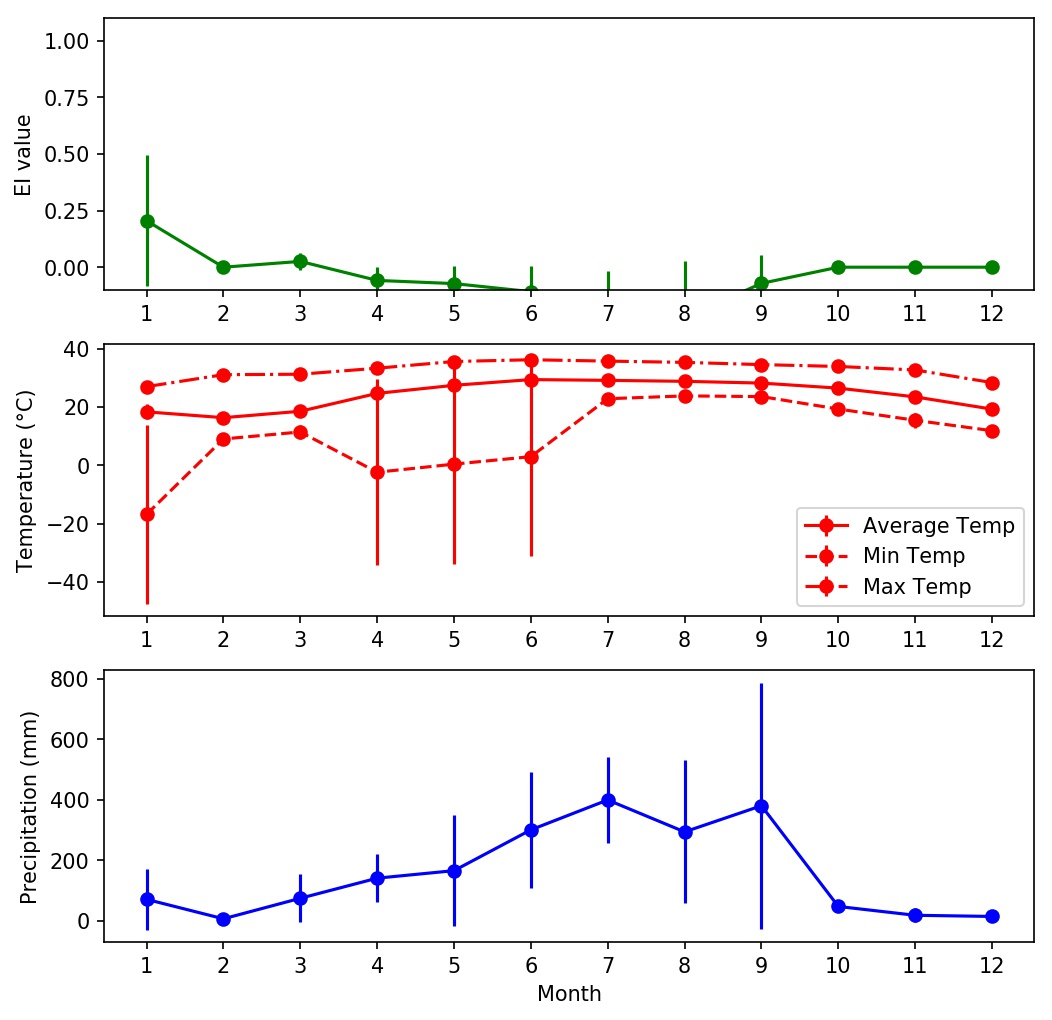 EI value
1.00
0.75
0.50
0.25
0.00
1 2 3 4 5 6 7 8 9 10 11 12
Temperature (°C)
40
20
0
−20
−40
Average Temp
Min Temp
Max Temp
1 2 3 4 5 6 7 8 9 10 11 12
Precipitation (mm)
800
600
400
200
0
1 2 3 4 5 6 7 8 9 10 11 12
Month